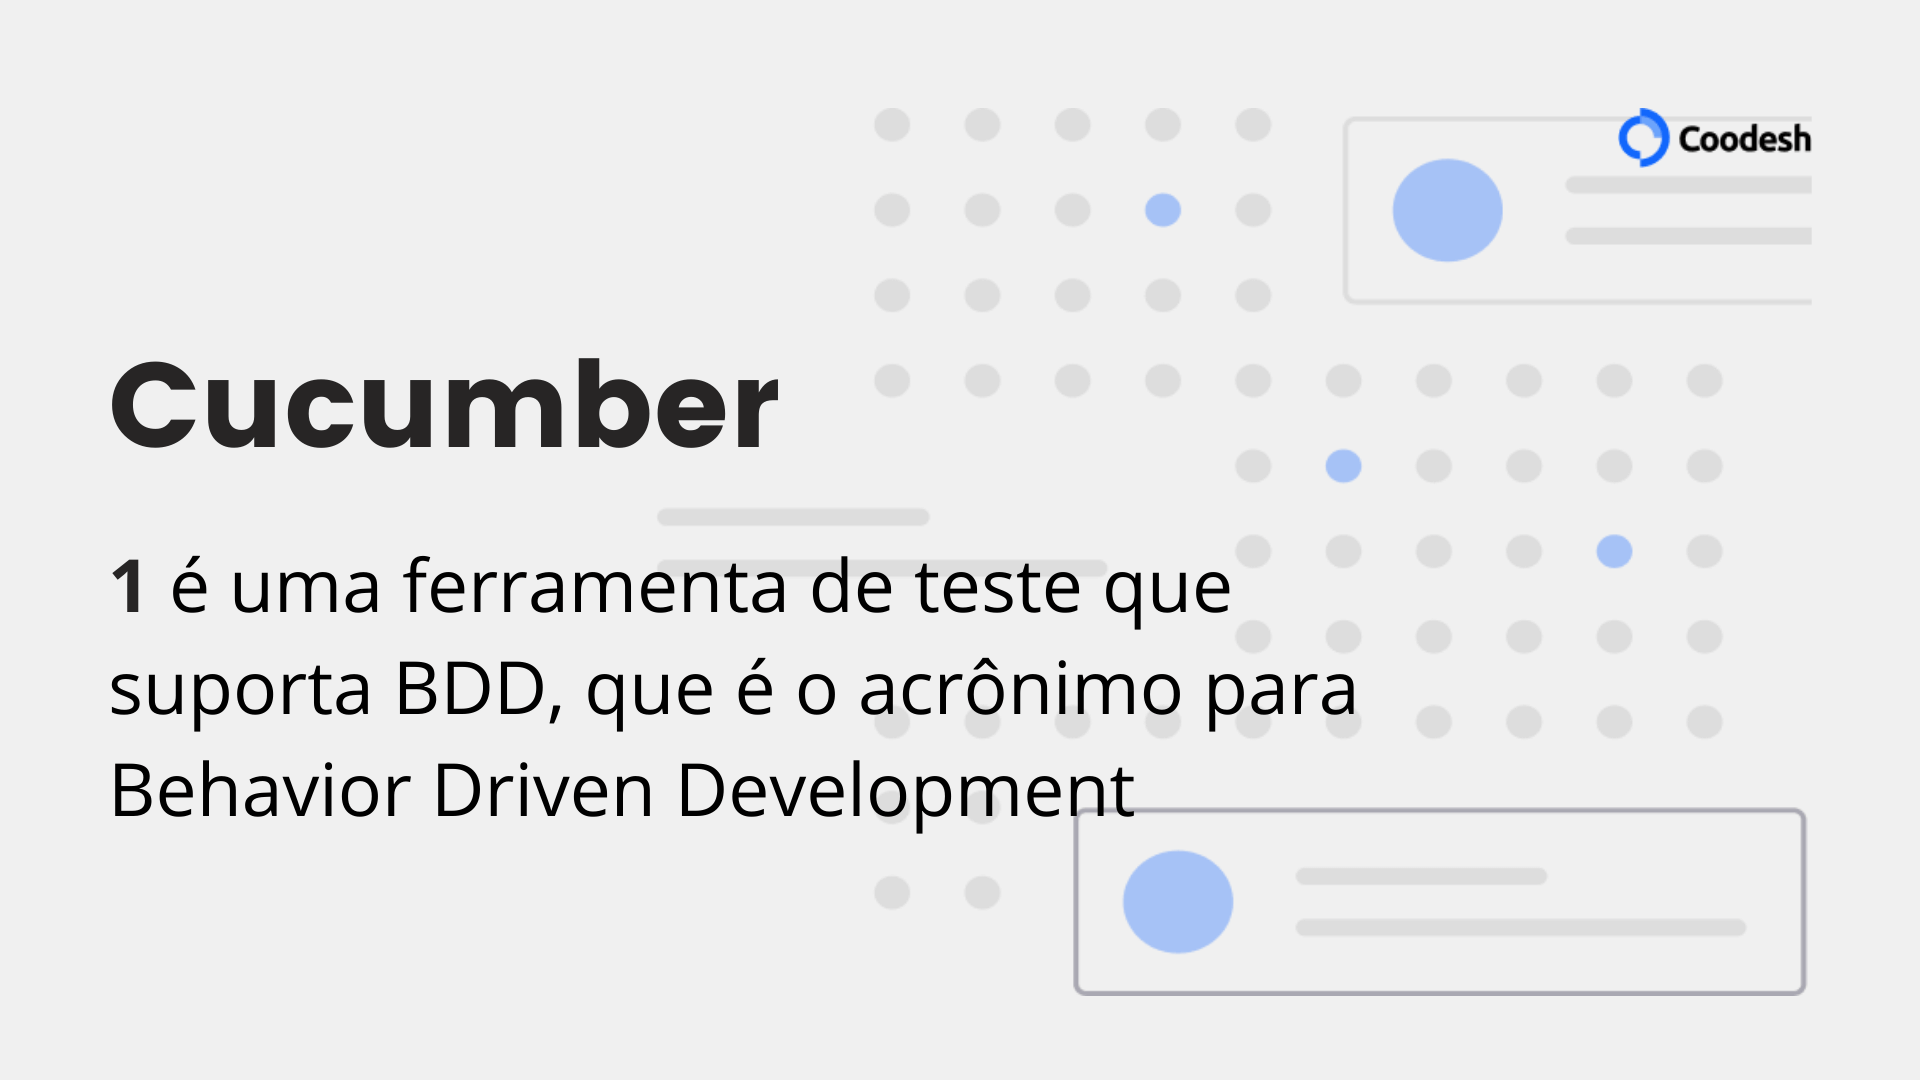 Coodesh
Cucumber
1 é uma ferramenta de teste que
suporta BDD, que é o acrônimo para
Behavior Driven Development